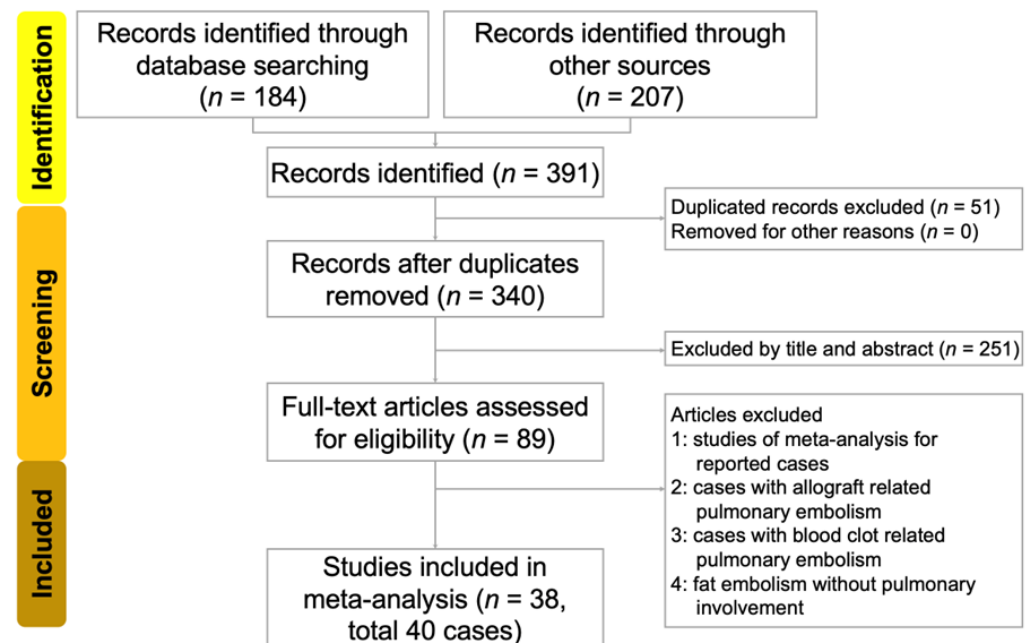 Identification
Records identified through
database searching
(n = 184)
Records identified through
other sources
(n = 207)
Records identified (n = 391)
Duplicated records excluded (n = 51)
Removed for other reasons (n = 0)
Screening
Records after duplicates
removed (n = 340)
Excluded by title and abstract (n = 251)
Full-text articles assessed
for eligibility (n = 89)
Articles excluded
1: studies of meta-analysis for
reported cases
2: cases with allograft related
pulmonary embolism
3: cases with blood clot related
pulmonary embolism
4: fat embolism without pulmonary
involvement
Included
Studies included in
meta-analysis (n = 38,
total 40 cases)